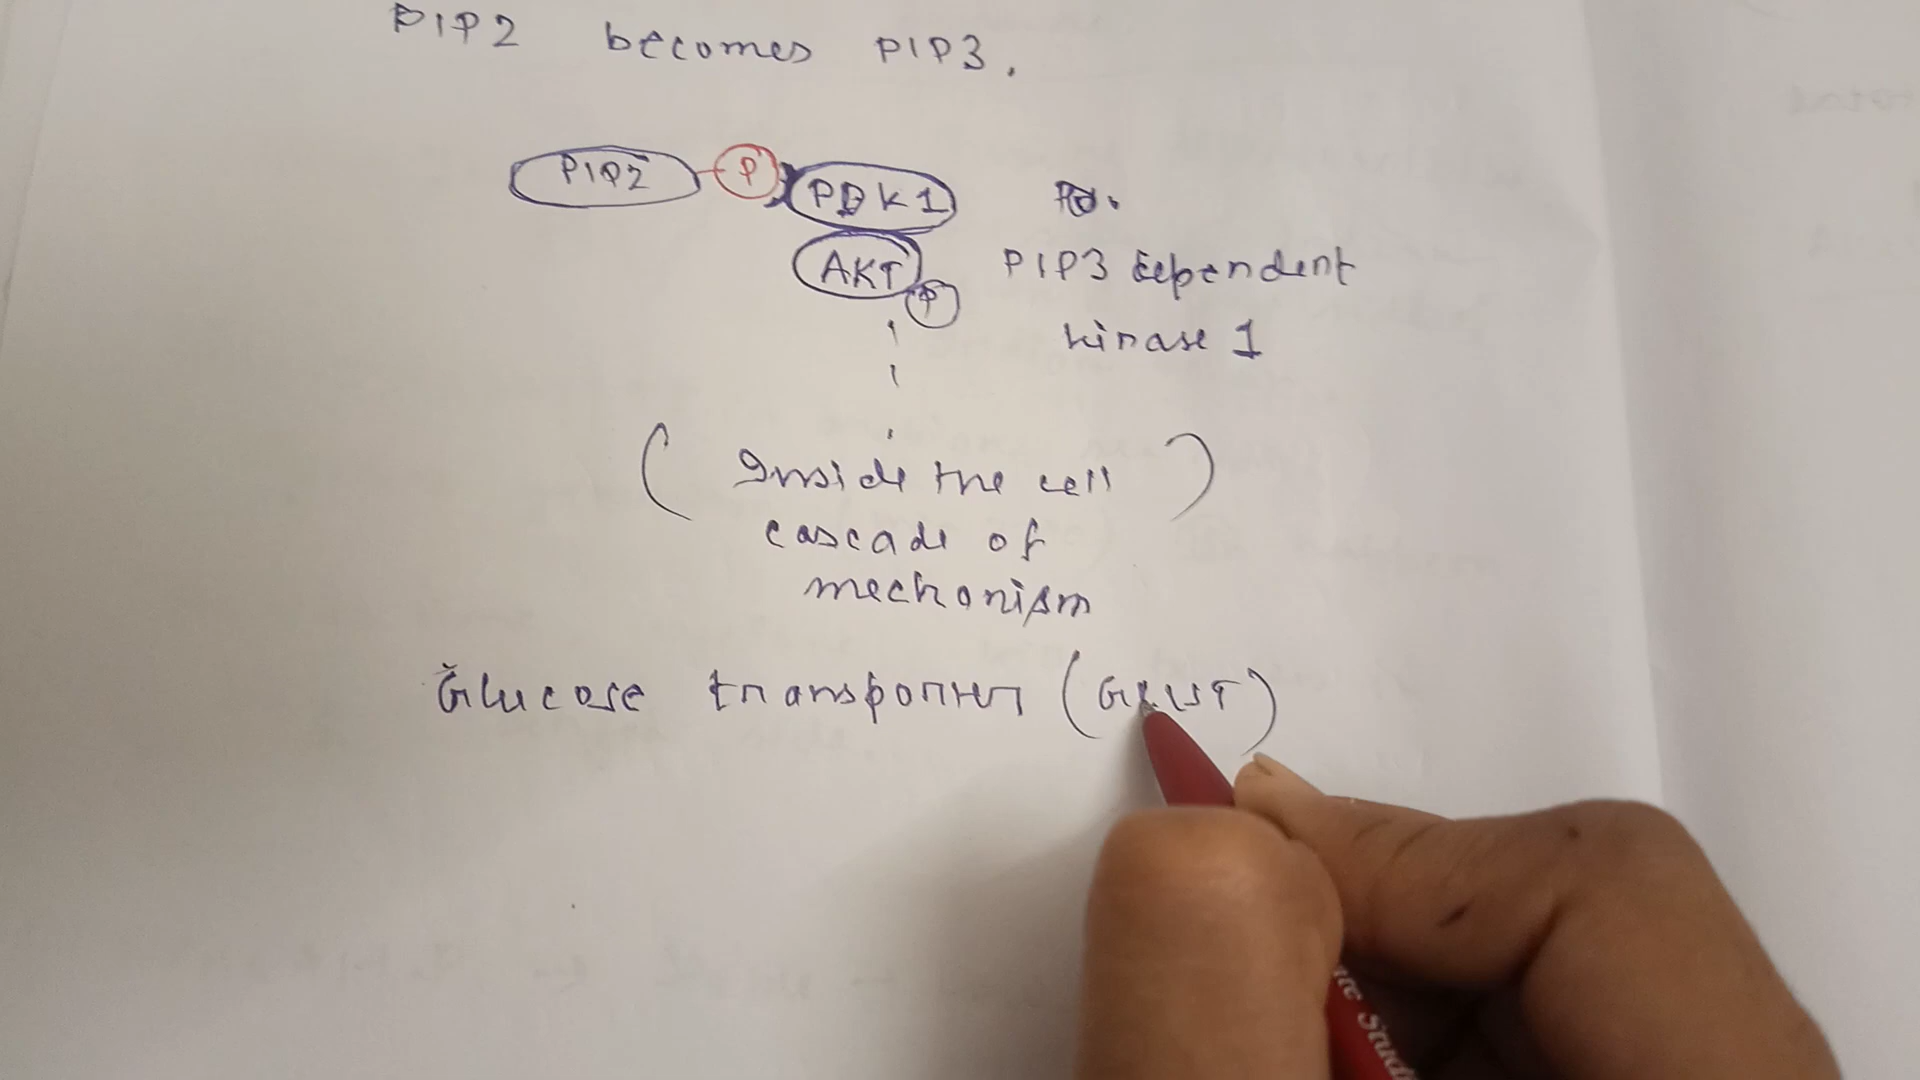 PIP2 becomes PIP3.
PIP2 P PDK1
AKT P
PIP3 dependent
kinase 1
( Inside the cell )
cascade of
mechanism
Glucose transporter (GLUT)